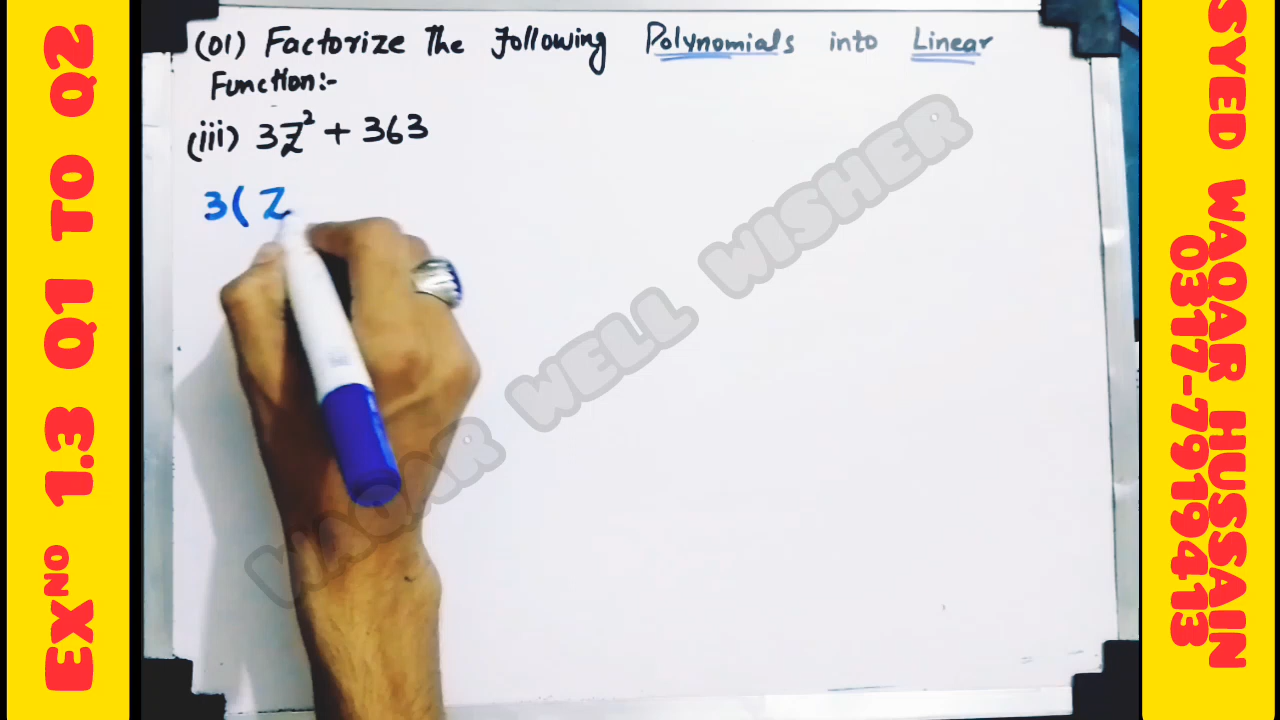 EXNO 1.3 Q1 TO Q2
(01) Factorize The Following Polynomials into Linear
Function:-
(iii) 3Z² + 363
3( Z
WAQAR WELL WISHER
SYED WAQAR HUSSAIN
0317-7919413